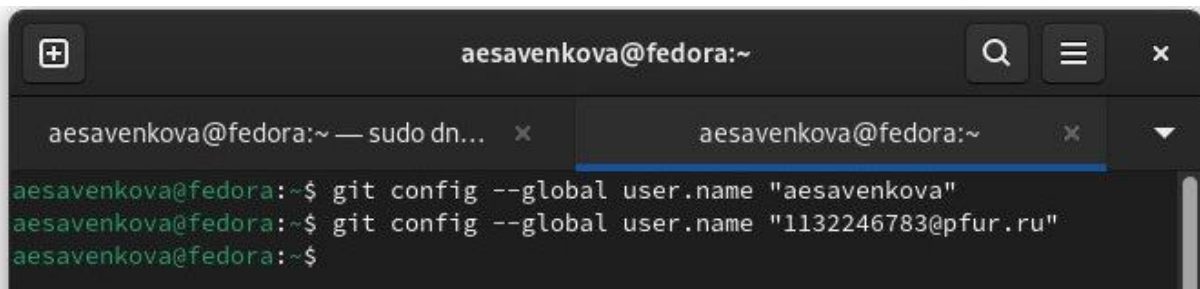 aesavenkova@fedora:~
aesavenkova@fedora:~ — sudo dn...
aesavenkova@fedora:~
aesavenkova@fedora:~$ git config --global user.name "aesavenkova"
aesavenkova@fedora:~$ git config --global user.name "1132246783@pfur.ru"
aesavenkova@fedora:~$